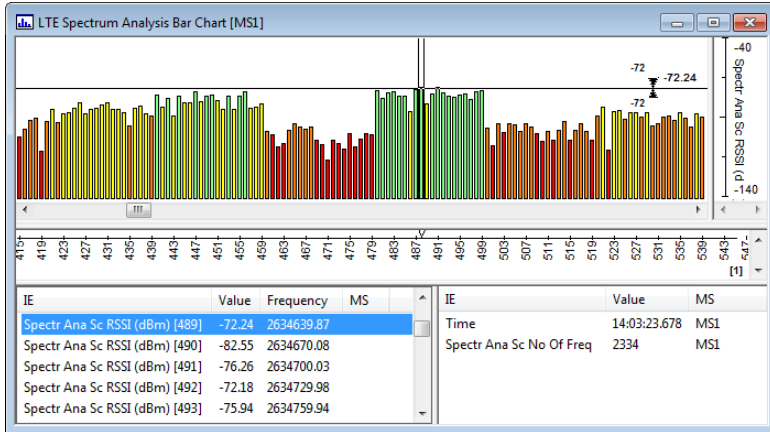 LTE Spectrum Analysis Bar Chart [MS1]
-40
-72
-72.24
-72
-140
Spectr Ana Sc RSSI (d
415 419 423 427 431 435 439 443 447 451 455 459 463 467 471 475 479 483 487 491 495 499 503 507 511 515 519 523 527 531 535 539 543 547
[1]
IE Value Frequency MS
Spectr Ana Sc RSSI (dBm) [489] -72.24 2634639.87
Spectr Ana Sc RSSI (dBm) [490] -82.55 2634670.08
Spectr Ana Sc RSSI (dBm) [491] -76.26 2634700.03
Spectr Ana Sc RSSI (dBm) [492] -72.18 2634729.98
Spectr Ana Sc RSSI (dBm) [493] -75.94 2634759.94
IE Value MS
Time 14:03:23.678 MS1
Spectr Ana Sc No Of Freq 2334 MS1